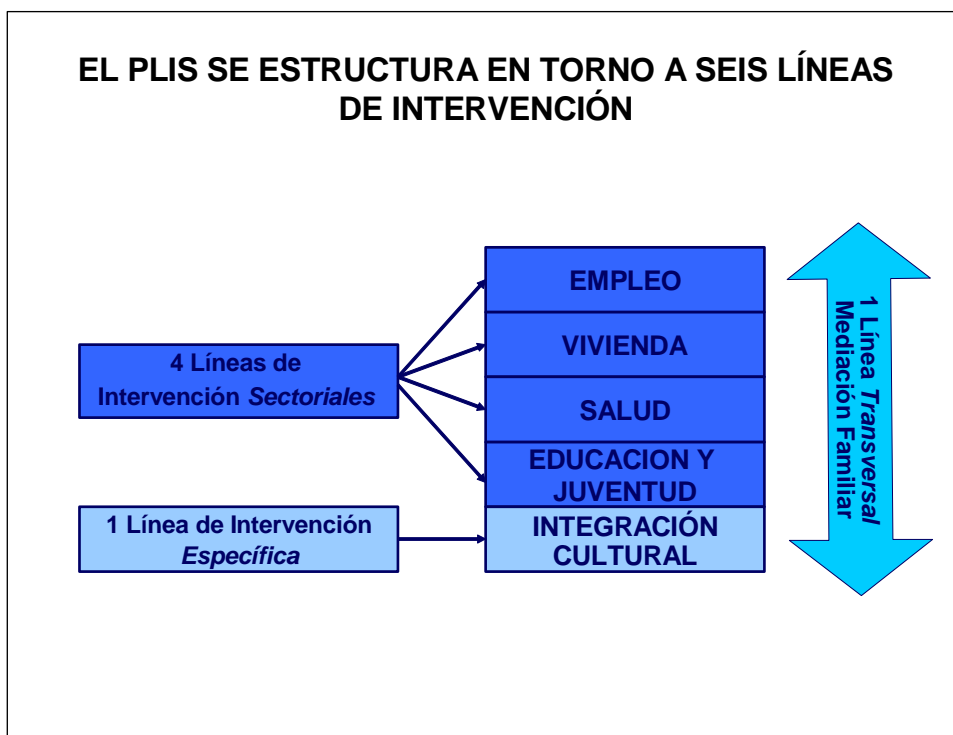 EL PLIS SE ESTRUCTURA EN TORNO A SEIS LÍNEAS
DE INTERVENCIÓN
4 Líneas de
Intervención Sectoriales
EMPLEO
VIVIENDA
SALUD
EDUCACION Y
JUVENTUD
1 Línea de Intervención
Específica
INTEGRACIÓN
CULTURAL
1 Línea Transversal
Mediación Familiar